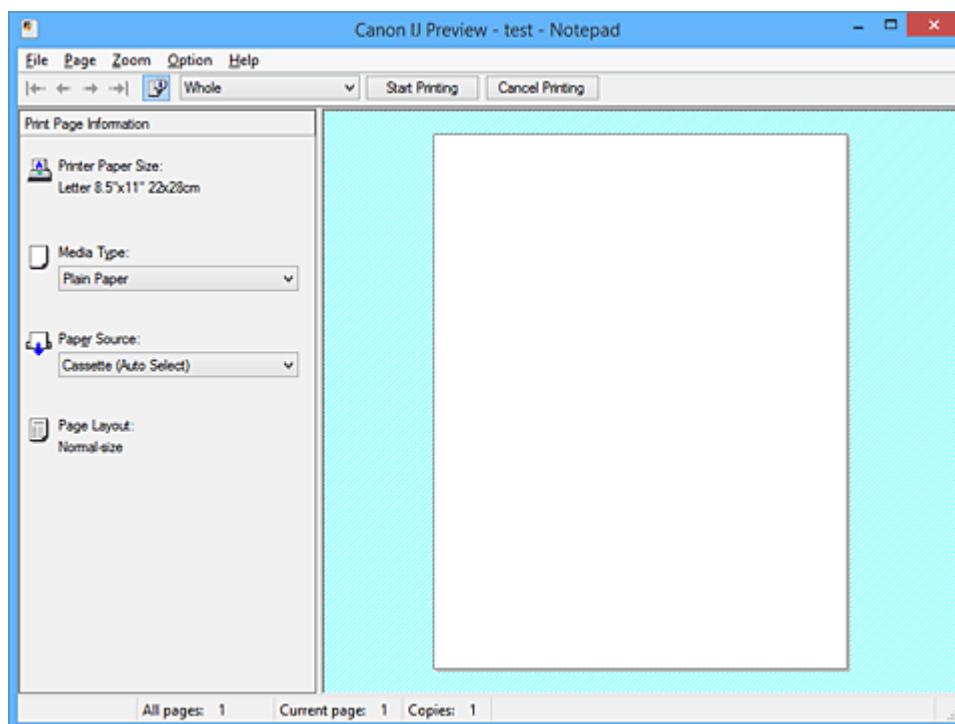 Canon IJ Preview - test - Notepad
File Page Zoom Option Help
Whole Start Printing Cancel Printing
Print Page Information
Printer Paper Size:
Letter 8.5"x11" 22x28cm
Media Type:
Plain Paper
Paper Source:
Cassette (Auto Select)
Page Layout:
Normal-size
All pages: 1 Current page: 1 Copies: 1